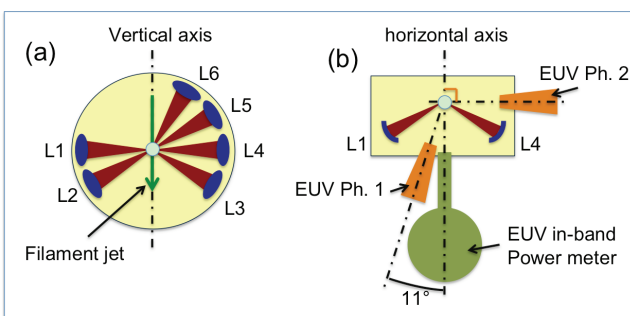 Vertical axis
(a)
L6
L5
L1
L4
L2
L3
Filament jet
horizontal axis
(b)
EUV Ph. 2
L1
L4
EUV Ph. 1
EUV in-band
Power meter
11°